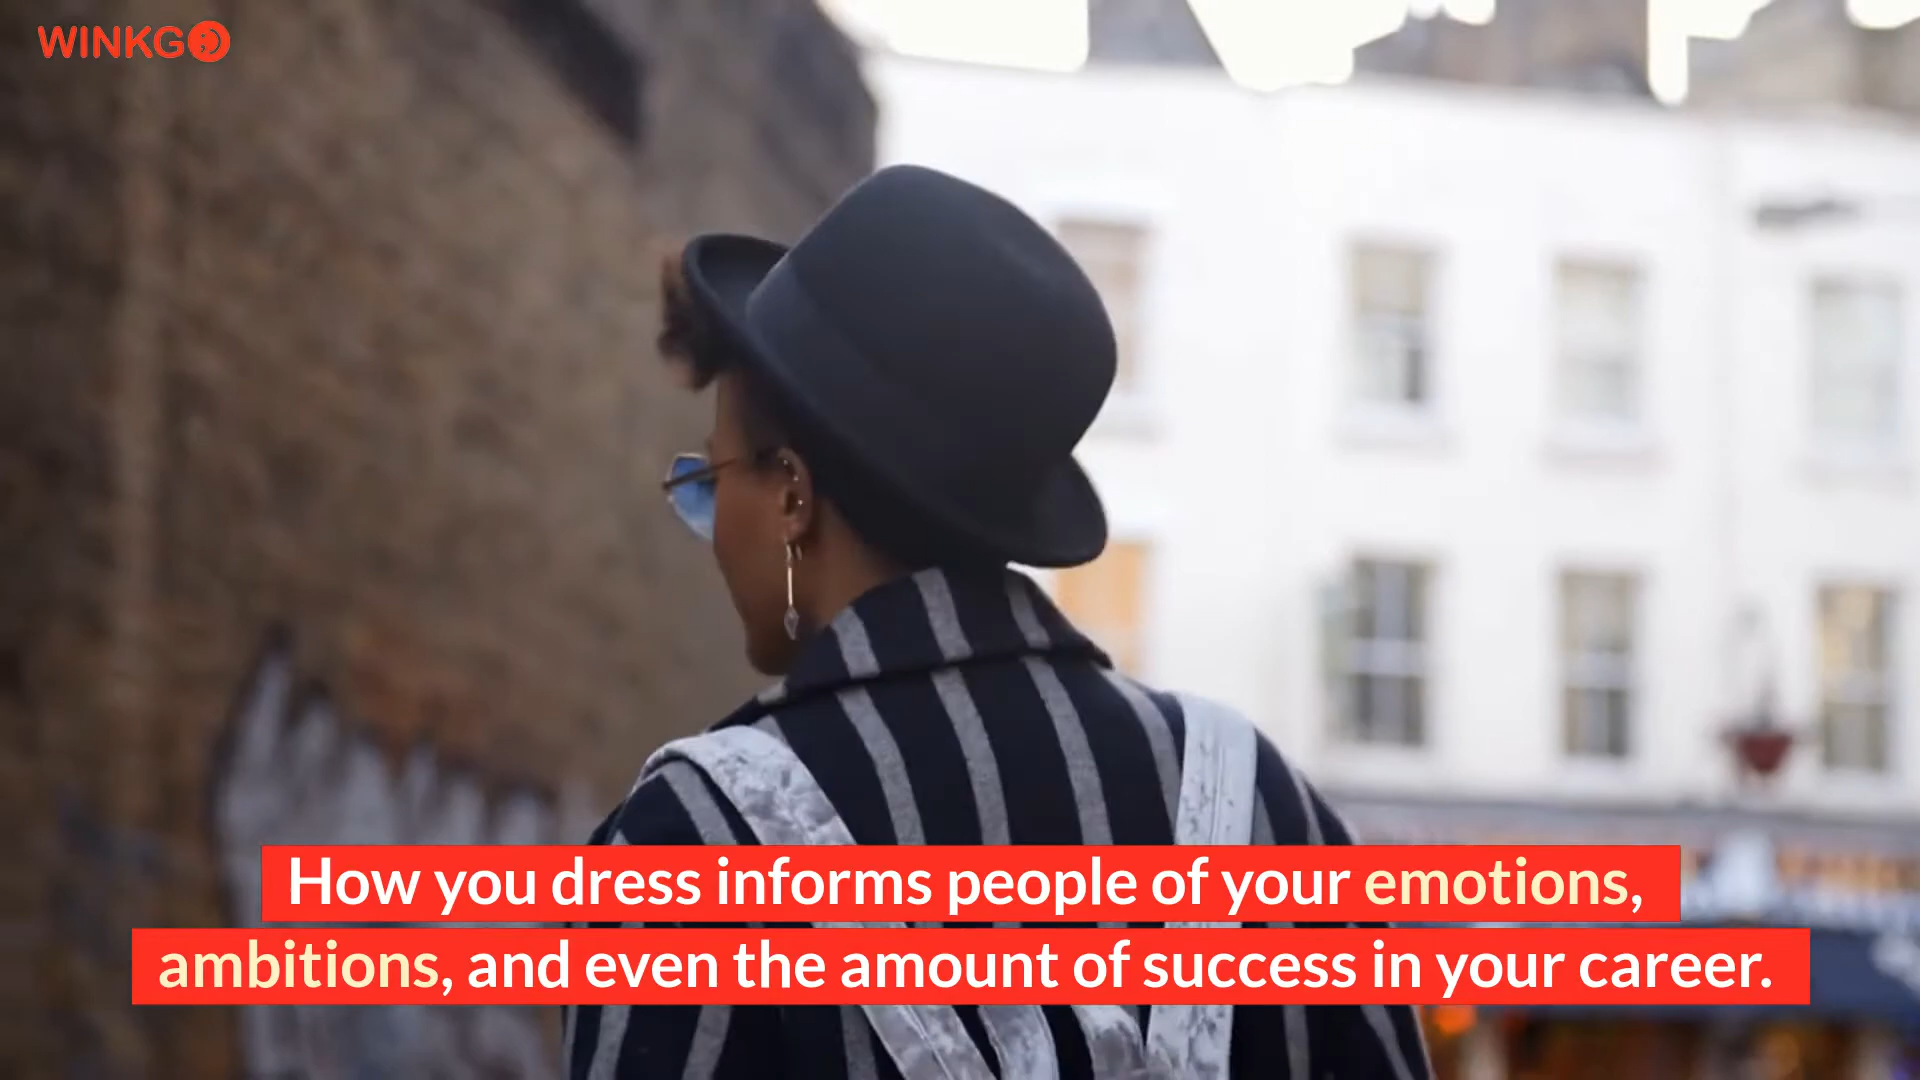 WINKGO
How you dress informs people of your emotions,
ambitions, and even the amount of success in your career.